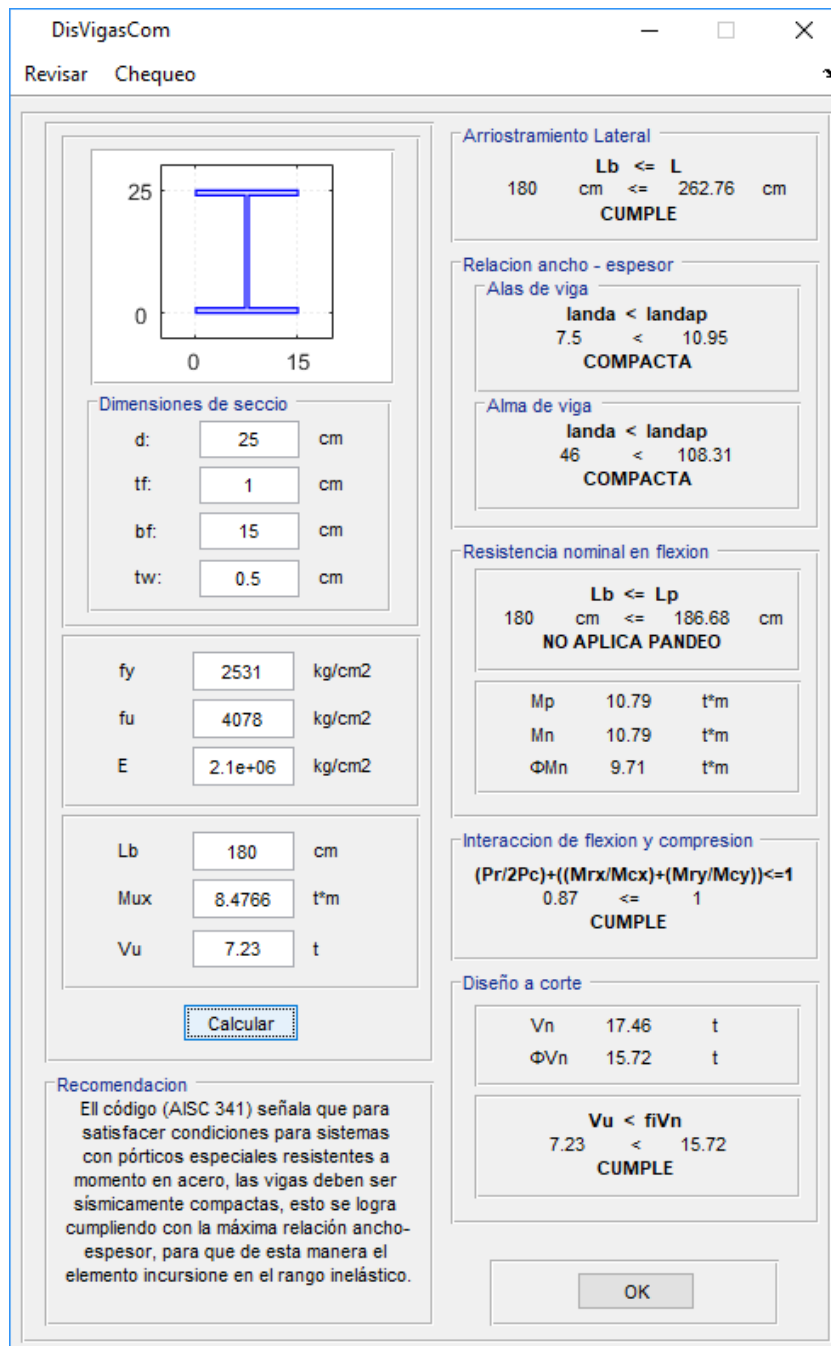 DisVigasCom
Revisar Chequeo
25
0
0 15
Dimensiones de seccio
d: 25 cm
tf: 1 cm
bf: 15 cm
tw: 0.5 cm
fy 2531 kg/cm2
fu 4078 kg/cm2
E 2.1e+06 kg/cm2
Lb 180 cm
Mux 8.4766 t*m
Vu 7.23 t
Calcular
Recomendacion
Ell código (AISC 341) señala que para
satisfacer condiciones para sistemas
con pórticos especiales resistentes a
momento en acero, las vigas deben ser
sísmicamente compactas, esto se logra
cumpliendo con la máxima relación ancho-
espesor, para que de esta manera el
elemento incursione en el rango inelástico.
Arriostramiento Lateral
Lb <= L
180 cm <= 262.76 cm
CUMPLE
Relacion ancho - espesor
Alas de viga
landa < landap
7.5 < 10.95
COMPACTA
Alma de viga
landa < landap
46 < 108.31
COMPACTA
Resistencia nominal en flexion
Lb <= Lp
180 cm <= 186.68 cm
NO APLICA PANDEO
Mp 10.79 t*m
Mn 10.79 t*m
ΦMn 9.71 t*m
Interaccion de flexion y compresion
(Pr/2Pc)+((Mrx/Mcx)+(Mry/Mcy))<=1
0.87 <= 1
CUMPLE
Diseño a corte
Vn 17.46 t
ΦVn 15.72 t
Vu < fiVn
7.23 < 15.72
CUMPLE
OK